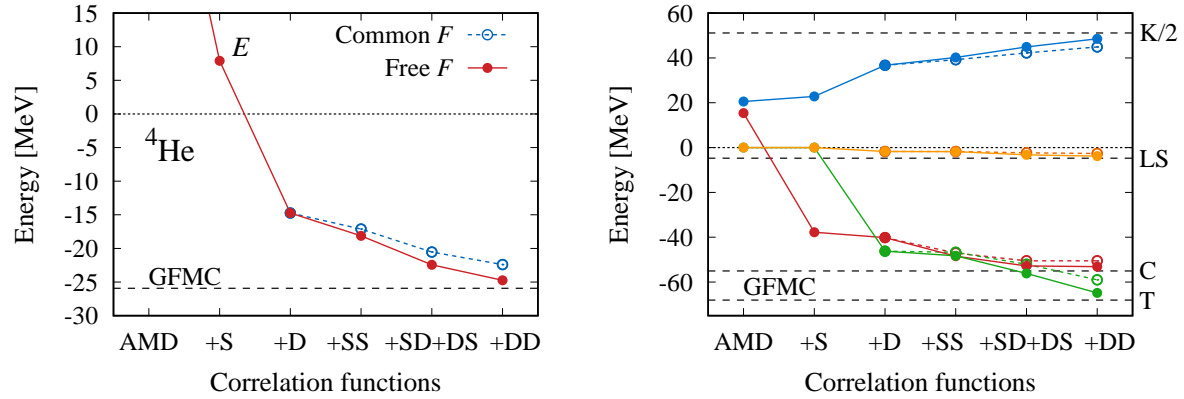 Energy [MeV]
15
10
5
0
-5
-10
-15
-20
-25
-30
E
Common F
Free F
4He
GFMC
AMD
+S
+D
+SS
+SD+DS
+DD
Correlation functions
Energy [MeV]
60
40
20
0
-20
-40
-60
K/2
LS
C
T
GFMC
AMD
+S
+D
+SS
+SD+DS
+DD
Correlation functions